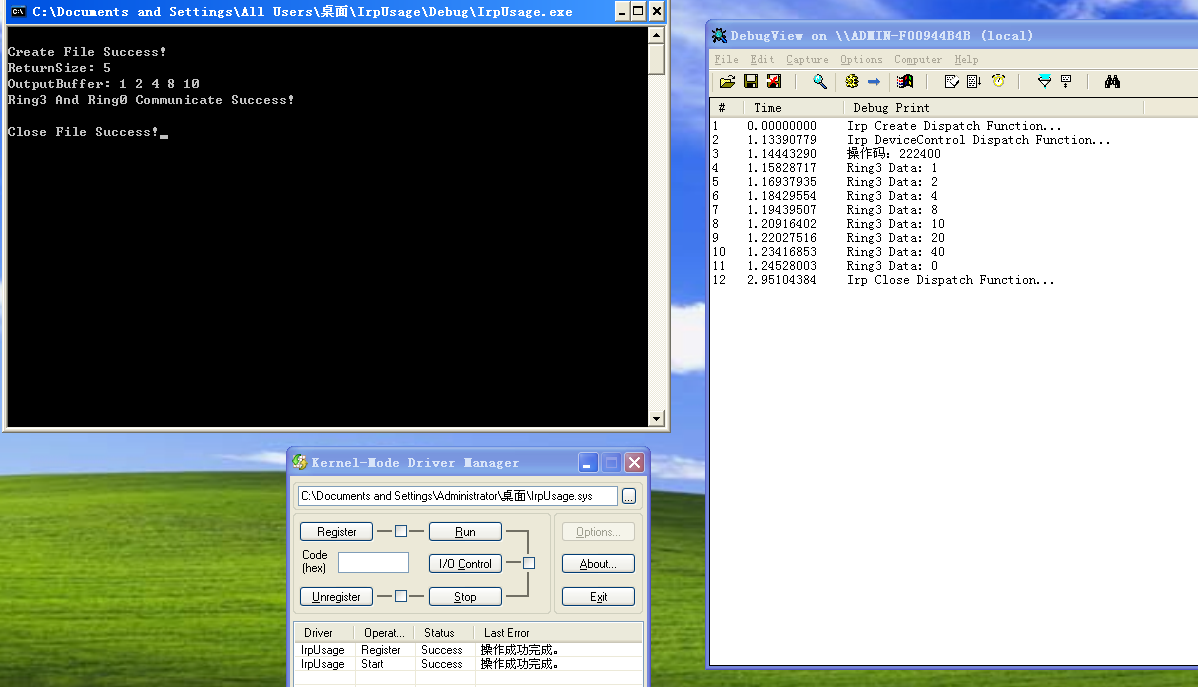 C:\Documents and Settings\All Users\桌面\IrpUsage\Debug\IrpUsage.exe
Create File Success!
ReturnSize: 5
OutputBuffer: 1 2 4 8 10
Ring3 And Ring0 Communicate Success!
Close File Success!
DebugView on \\ADMIN-F00944B4B (local)
File Edit Capture Options Computer Help
# Time Debug Print
1 0.00000000 Irp Create Dispatch Function...
2 1.13390779 Irp DeviceControl Dispatch Function...
3 1.14443290 操作码：222400
4 1.15828717 Ring3 Data: 1
5 1.16937935 Ring3 Data: 2
6 1.18429554 Ring3 Data: 4
7 1.19439507 Ring3 Data: 8
8 1.20916402 Ring3 Data: 10
9 1.22027516 Ring3 Data: 20
10 1.23416853 Ring3 Data: 40
11 1.24528003 Ring3 Data: 0
12 2.95104384 Irp Close Dispatch Function...
Kernel-Mode Driver Manager
C:\Documents and Settings\Administrator\桌面\IrpUsage.sys ...
Register Run Options...
Code (hex) I/O Control About...
Unregister Stop Exit
Driver Operat... Status Last Error
IrpUsage Register Success 操作成功完成。
IrpUsage Start Success 操作成功完成。